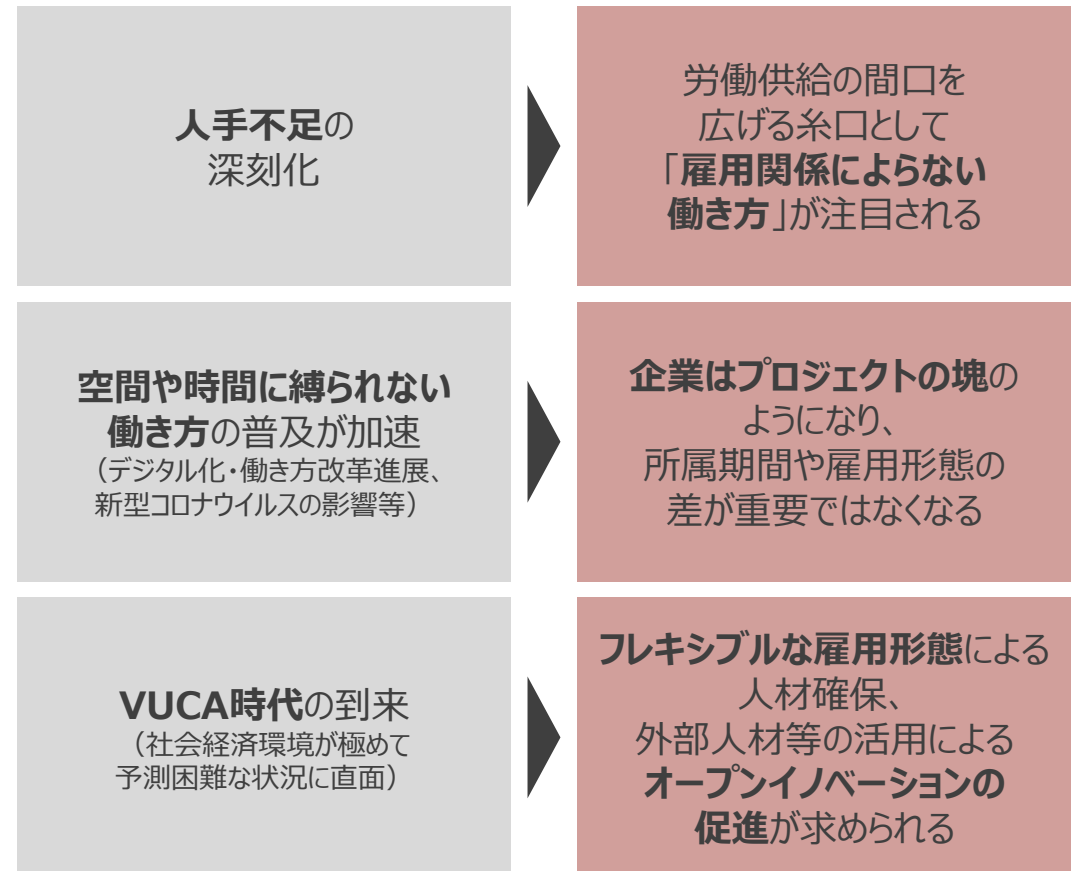 人手不足の
深刻化
労働供給の間口を
広げる糸口として
「雇用関係によらない
働き方」が注目される
空間や時間に縛られない
働き方の普及が加速
（デジタル化・働き方改革進展、
新型コロナウイルスの影響等）
企業はプロジェクトの塊の
ようになり、
所属期間や雇用形態の
差が重要ではなくなる
VUCA時代の到来
（社会経済環境が極めて
予測困難な状況に直面）
フレキシブルな雇用形態による
人材確保、
外部人材等の活用による
オープンイノベーションの
促進が求められる